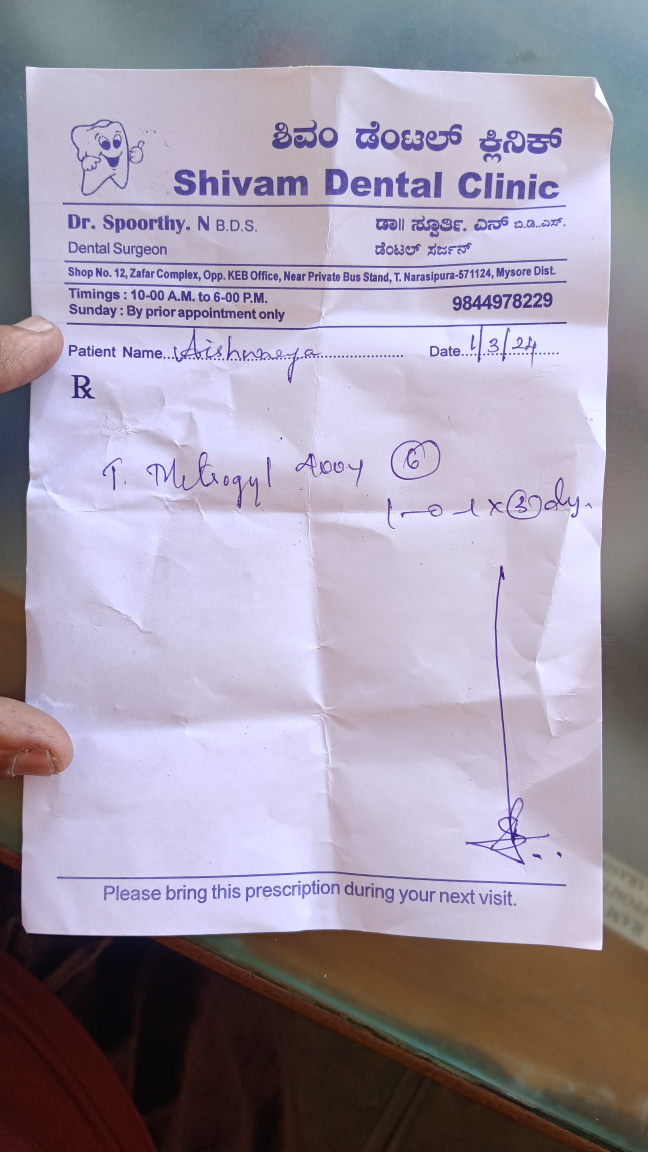 ಶಿವಂ ಡೆಂಟಲ್ ಕ್ಲಿನಿಕ್
Shivam Dental Clinic
Dr. Spoorthy. N B.D.S.
Dental Surgeon
ಡಾ|| ಸ್ಪೂರ್ತಿ. ಎನ್ ಬಿ.ಡಿ..ಎಸ್.
ಡೆಂಟಲ್ ಸರ್ಜನ್
Shop No. 12, Zafar Complex, Opp. KEB Office, Near Private Bus Stand, T. Narasipura-571124, Mysore Dist.
Timings : 10-00 A.M. to 6-00 P.M.
Sunday : By prior appointment only
9844978229
Patient Name... Date...1/3/24
℞
T. Metrogyl 400 6
1-0-1 x 3 dy.
Please bring this prescription during your next visit.